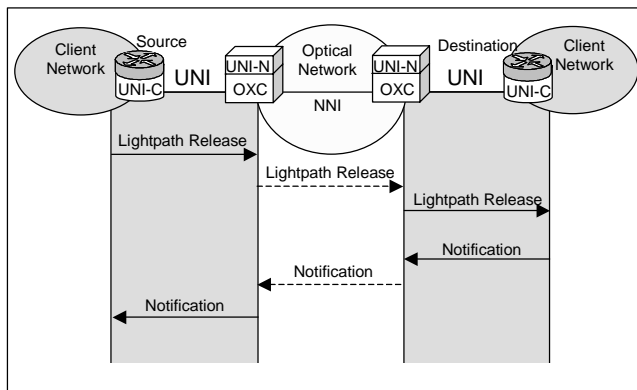 Client
Network
Source
UNI-C
UNI
UNI-N
OXC
Optical
Network
NNI
UNI-N
OXC
Destination
UNI
UNI-C
Client
Network
Lightpath Release
Lightpath Release
Lightpath Release
Notification
Notification
Notification